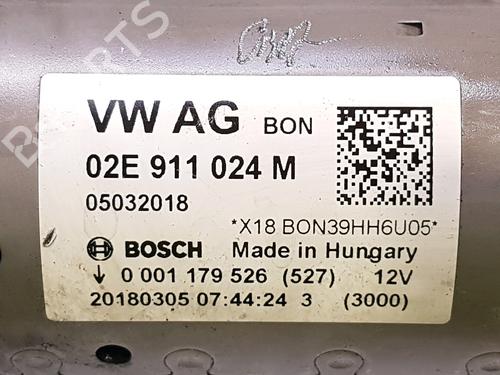 VW AG BON
02E 911 024 M
05032018
*X18 BON39HH6U05*
BOSCH Made in Hungary
↓ 0 001 179 526 (527) 12V
20180305 07:44:24 3 (3000)